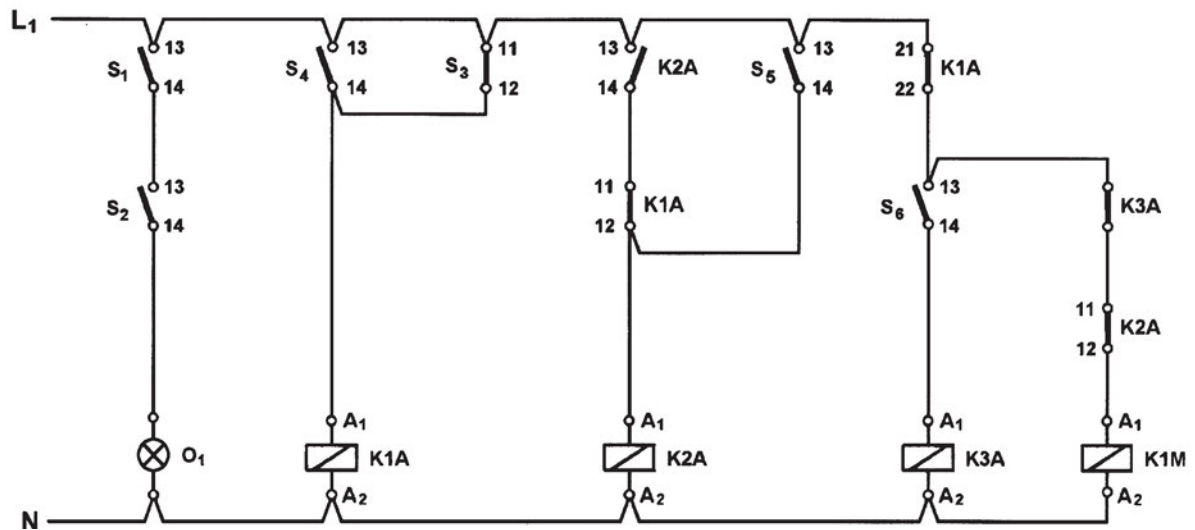 L1
13 13 11 13 13 21
S1 S4 S3 K2A S5 K1A
14 14 12 14 14 22
13 11 13
S2 K1A S6 K3A
14 12 14
11
K2A
12
A1 A1 A1 A1
O1 K1A K2A K3A K1M
A2 A2 A2 A2
N